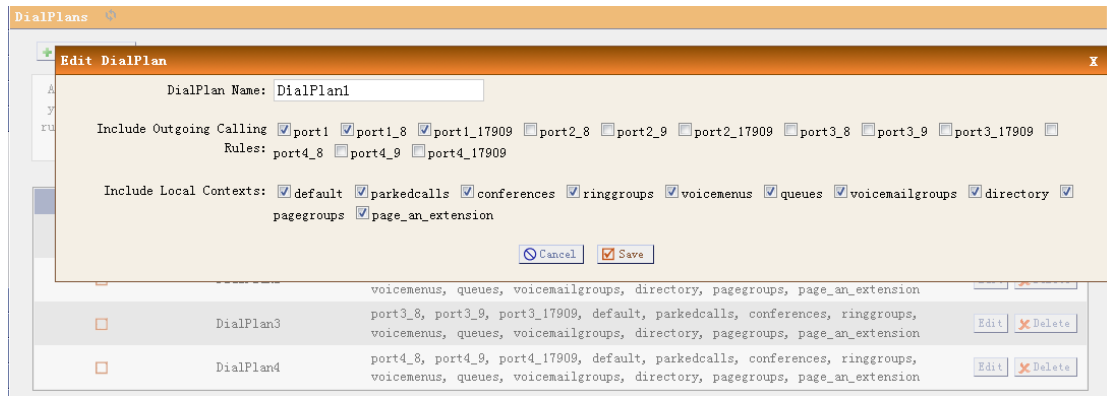 DialPlans
Edit DialPlan X
A
y
ru
DialPlan Name: DialPlan1
Include Outgoing Calling Rules: port1 port1_8 port1_17909 port2_8 port2_9 port2_17909 port3_8 port3_9 port3_17909
port4_8 port4_9 port4_17909
Include Local Contexts: default parkedcalls conferences ringgroups voicemenus queues voicemailgroups directory
pagegroups page_an_extension
Cancel Save
voicemenus, queues, voicemailgroups, directory, pagegroups, page_an_extension
DialPlan3 port3_8, port3_9, port3_17909, default, parkedcalls, conferences, ringgroups, Edit Delete
voicemenus, queues, voicemailgroups, directory, pagegroups, page_an_extension
DialPlan4 port4_8, port4_9, port4_17909, default, parkedcalls, conferences, ringgroups, Edit Delete
voicemenus, queues, voicemailgroups, directory, pagegroups, page_an_extension